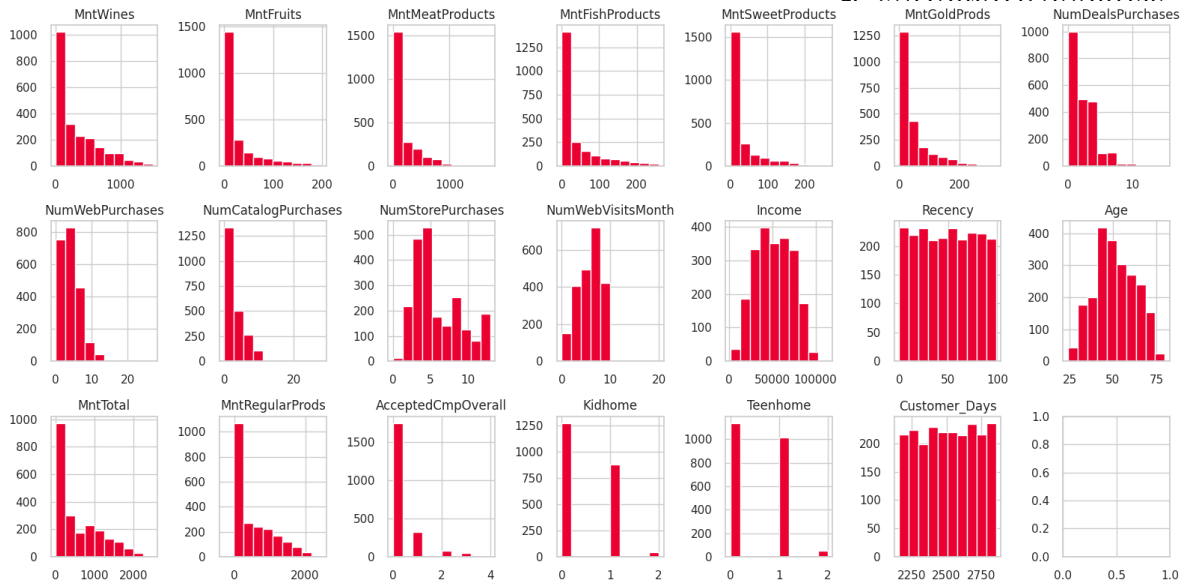 MntWines MntFruits MntMeatProducts MntFishProducts MntSweetProducts MntGoldProds NumDealsPurchases
1000 800 600 400 200 0 0 1000
1500 1000 500 0 0 100 200
1500 1000 500 0 0 1000
1500 1250 1000 750 500 250 0 0 100 200
1500 1000 500 0 0 100 200
1250 1000 750 500 250 0 0 200
1000 800 600 400 200 0 0 10
NumWebPurchases NumCatalogPurchases NumStorePurchases NumWebVisitsMonth Income Recency Age
800 600 400 200 0 0 10 20
1250 1000 750 500 250 0 0 20
500 400 300 200 100 0 0 5 10
600 400 200 0 0 10 20
400 300 200 100 0 0 50000 100000
200 150 100 50 0 0 50 100
400 300 200 100 0 25 50 75
MntTotal MntRegularProds AcceptedCmpOverall Kidhome Teenhome Customer_Days
1000 800 600 400 200 0 0 1000 2000
1000 800 600 400 200 0 0 1000 2000
1500 1000 500 0 0 2 4
1250 1000 750 500 250 0 0 1 2
1000 800 600 400 200 0 0 1 2
200 150 100 50 0 2250 2500 2750
1.0 0.8 0.6 0.4 0.2 0.0 0.0 0.5 1.0